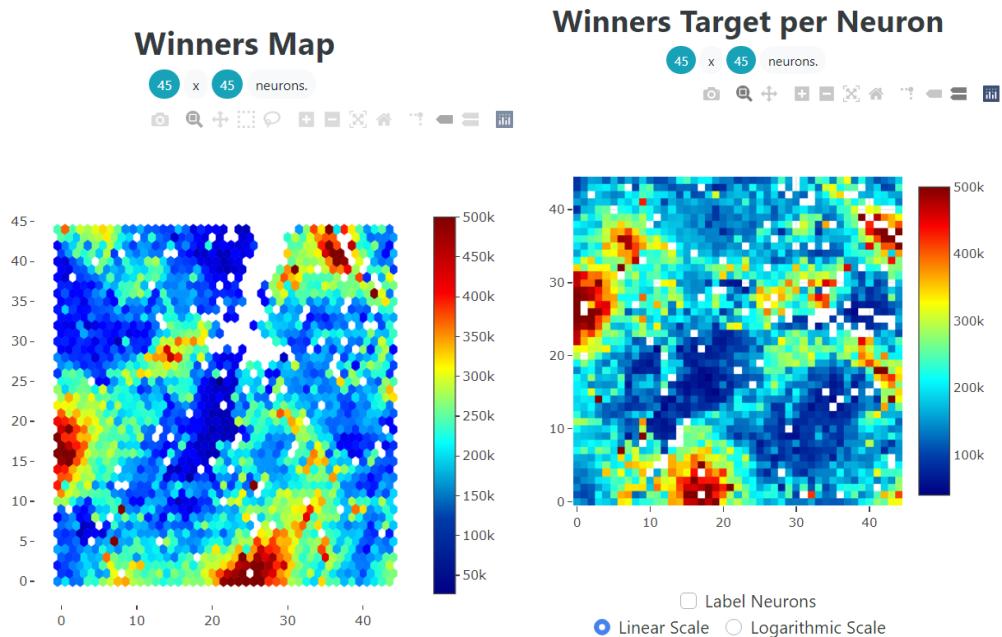 Winners Map
45 x 45 neurons.
45
40
35
30
25
20
15
10
5
0
0 10 20 30 40
500k
450k
400k
350k
300k
250k
200k
150k
100k
50k
Winners Target per Neuron
45 x 45 neurons.
40
30
20
10
0
0 10 20 30 40
500k
400k
300k
200k
100k
Label Neurons
Linear Scale Logarithmic Scale